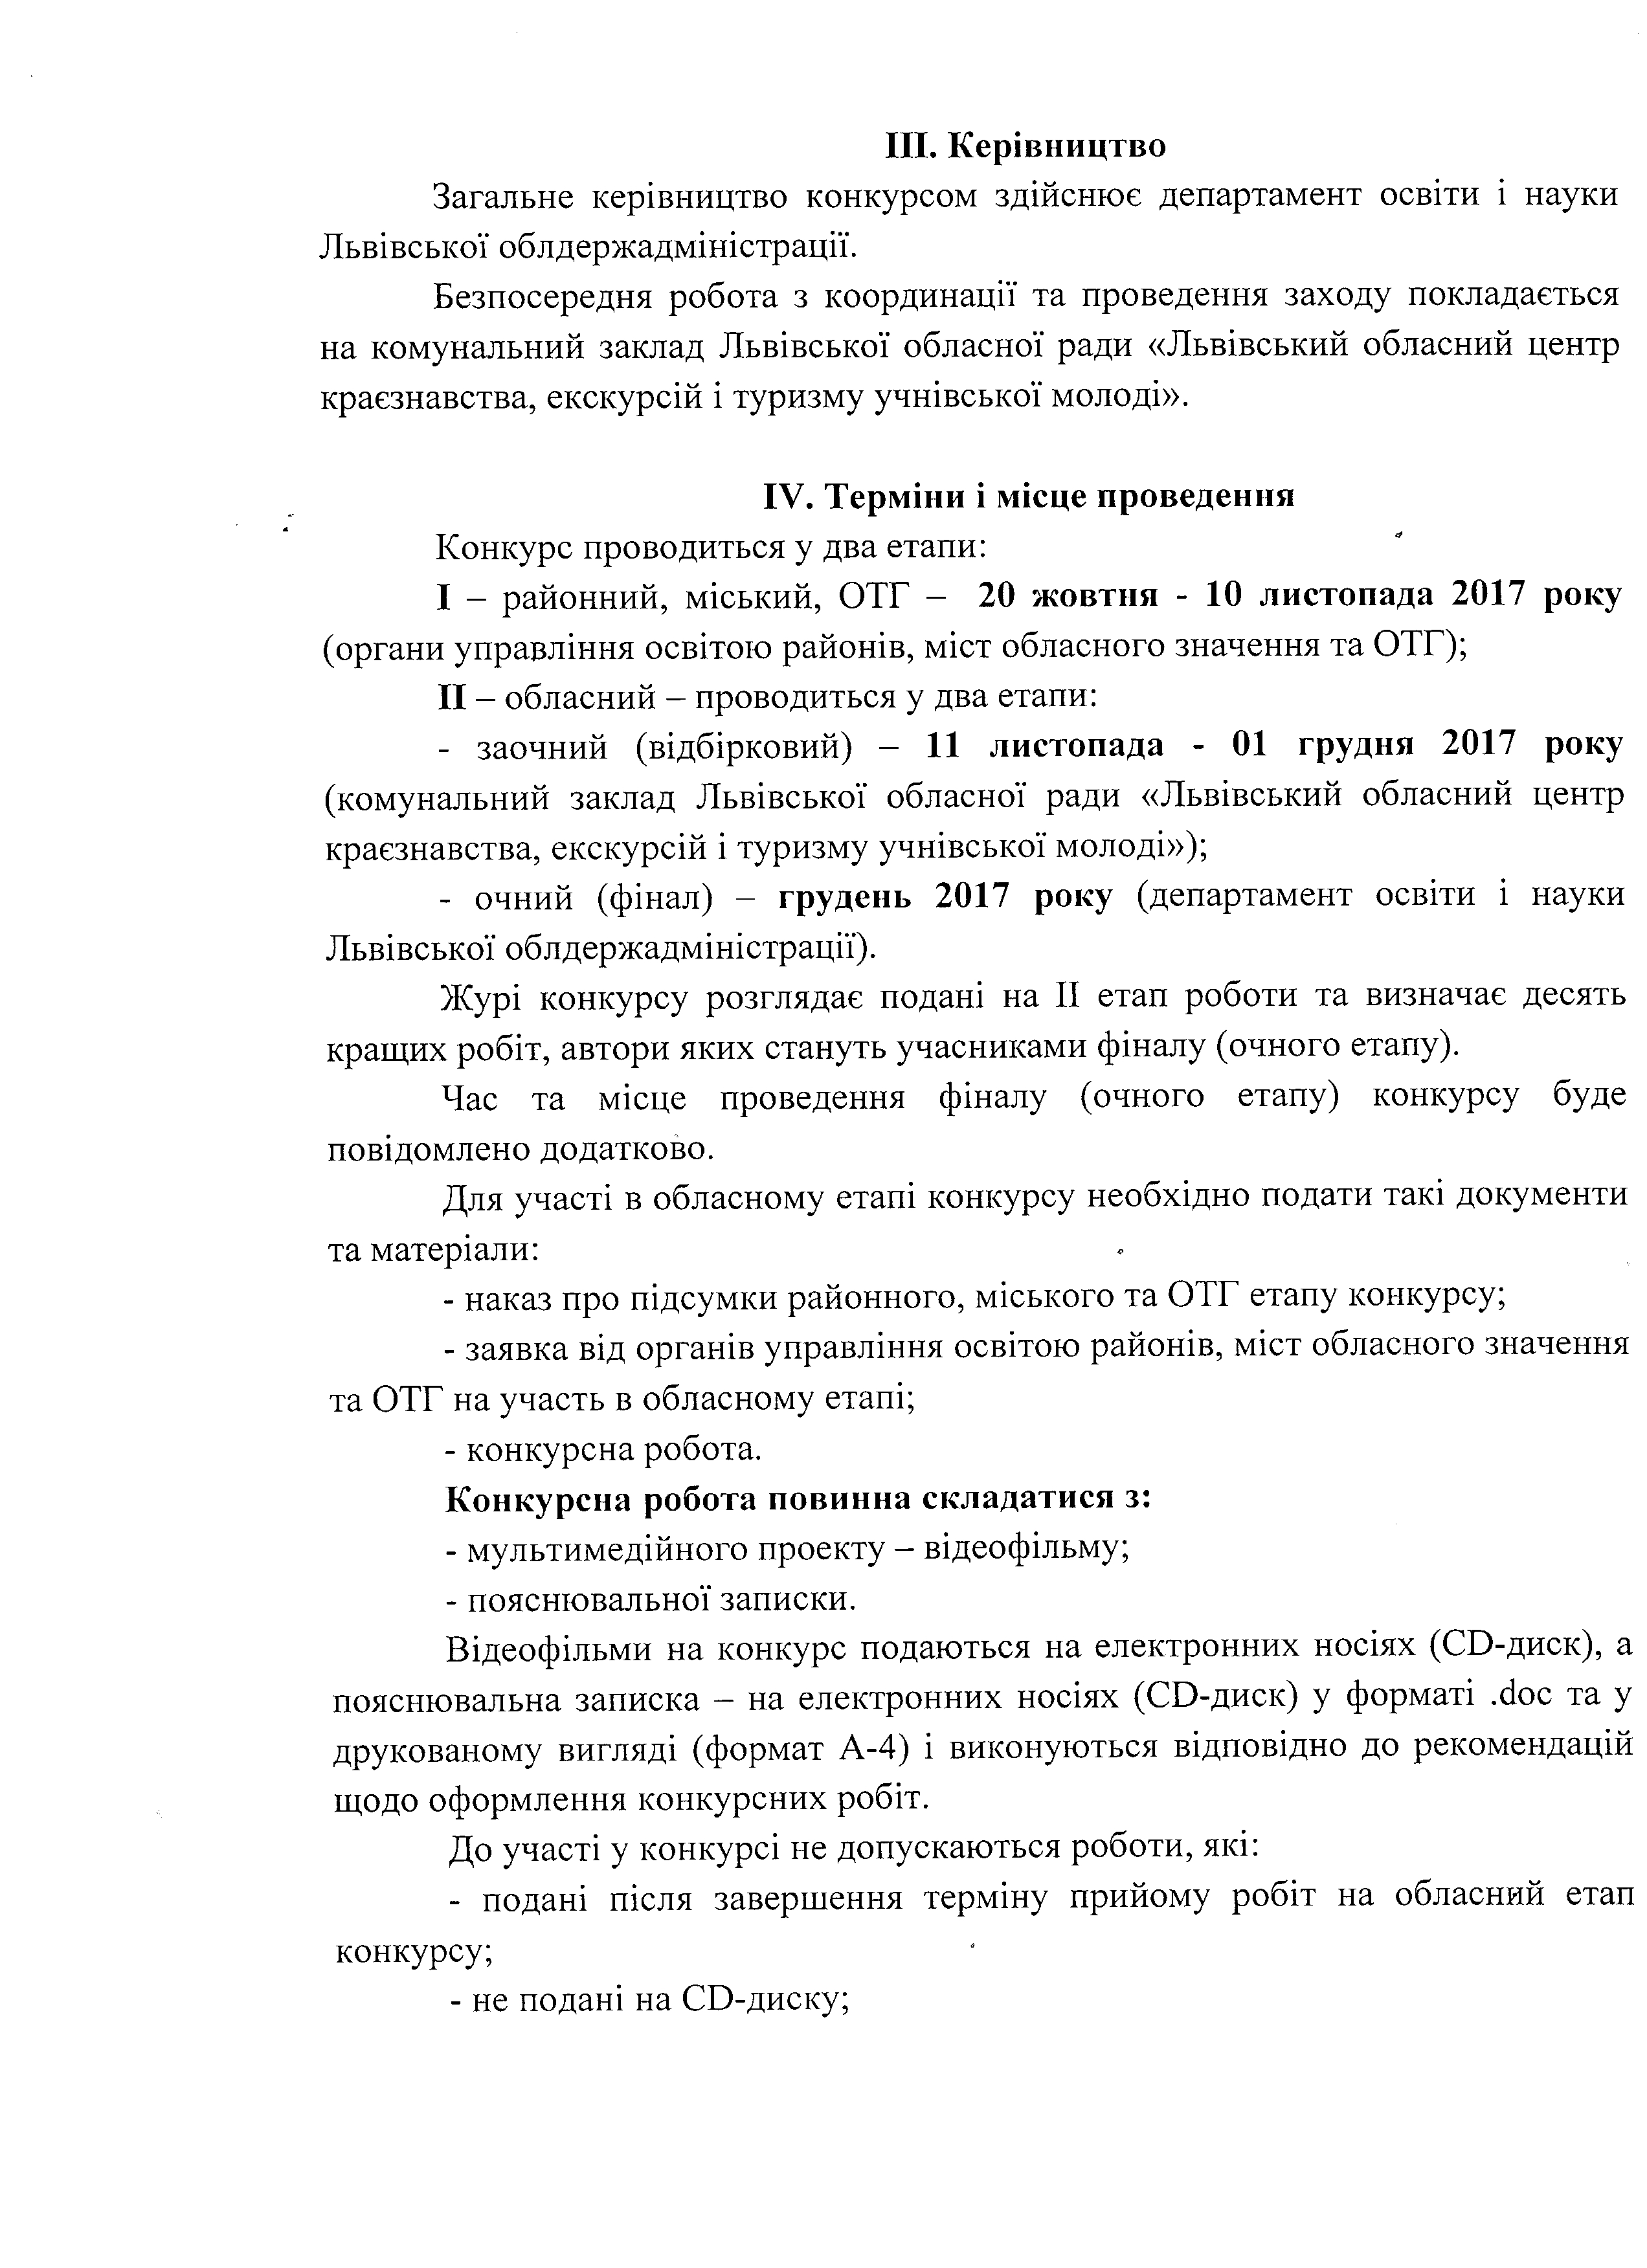 III. Керівництво
Загальне керівництво конкурсом здійснює департамент освіти і науки
Львівської облдержадміністрації.
Безпосередня робота з координації та проведення заходу покладається
на комунальний заклад Львівської обласної ради «Львівський обласний центр
краєзнавства, екскурсій і туризму учнівської молоді».
IV. Терміни і місце проведення
Конкурс проводиться у два етапи:
I – районний, міський, ОТГ – 20 жовтня - 10 листопада 2017 року
(органи управління освітою районів, міст обласного значення та ОТГ);
II – обласний – проводиться у два етапи:
- заочний (відбірковий) – 11 листопада - 01 грудня 2017 року
(комунальний заклад Львівської обласної ради «Львівський обласний центр
краєзнавства, екскурсій і туризму учнівської молоді»);
- очний (фінал) – грудень 2017 року (департамент освіти і науки
Львівської облдержадміністрації).
Журі конкурсу розглядає подані на II етап роботи та визначає десять
кращих робіт, автори яких стануть учасниками фіналу (очного етапу).
Час та місце проведення фіналу (очного етапу) конкурсу буде
повідомлено додатково.
Для участі в обласному етапі конкурсу необхідно подати такі документи
та матеріали:
- наказ про підсумки районного, міського та ОТГ етапу конкурсу;
- заявка від органів управління освітою районів, міст обласного значення
та ОТГ на участь в обласному етапі;
- конкурсна робота.
Конкурсна робота повинна складатися з:
- мультимедійного проекту – відеофільму;
- пояснювальної записки.
Відеофільми на конкурс подаються на електронних носіях (CD-диск), а
пояснювальна записка – на електронних носіях (CD-диск) у форматі .doc та у
друкованому вигляді (формат А-4) і виконуються відповідно до рекомендацій
щодо оформлення конкурсних робіт.
До участі у конкурсі не допускаються роботи, які:
- подані після завершення терміну прийому робіт на обласний етап
конкурсу;
- не подані на CD-диску;